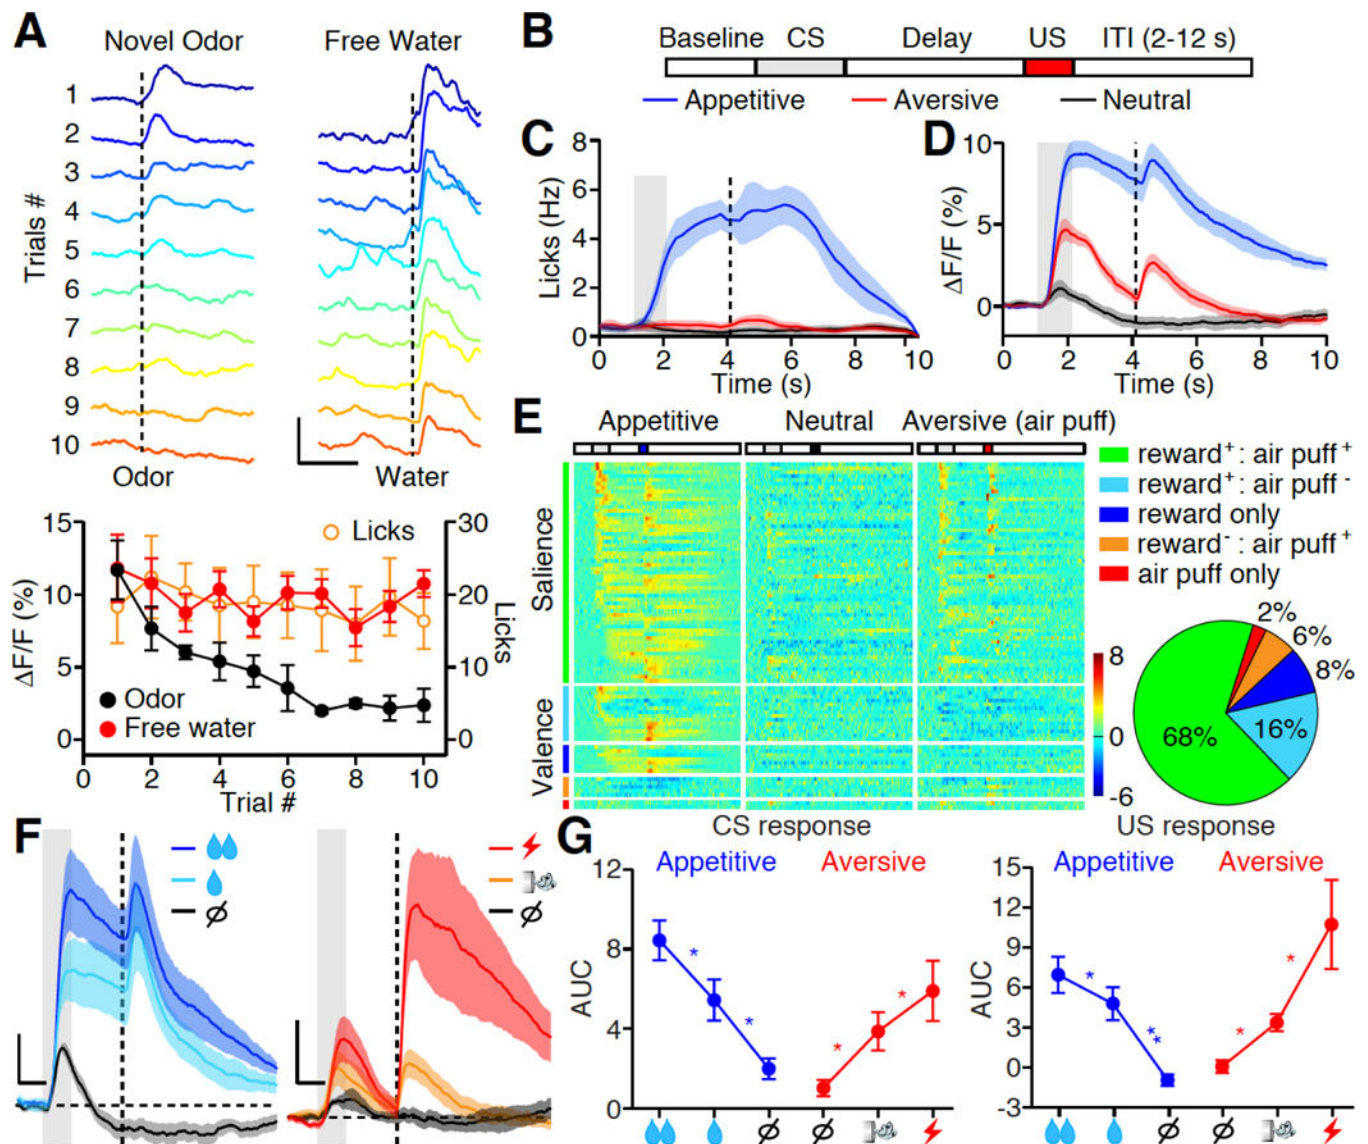 A
Novel Odor
Free Water
Trials #
1
2
3
4
5
6
7
8
9
10
Odor
Water
15
10
5
0
ΔF/F (%)
30
20
10
0
Licks
Licks
Odor
Free water
0 2 4 6 8 10
Trial #
B
Baseline CS Delay US ITI (2-12 s)
Appetitive Aversive Neutral
C
8
6
4
2
0
Licks (Hz)
0 2 4 6 8 10
Time (s)
D
10
5
0
ΔF/F (%)
0 2 4 6 8 10
Time (s)
E
Appetitive Neutral Aversive (air puff)
Salience
Valence
8
0
-6
reward+ : air puff+
reward+ : air puff-
reward only
reward- : air puff+
air puff only
2%
6%
8%
16%
68%
F
∅
∅
G
CS response
Appetitive Aversive
12
8
4
0
AUC
* * * *
∅ ∅
US response
Appetitive Aversive
15
12
9
6
3
0
-3
AUC
* ** * *
∅ ∅